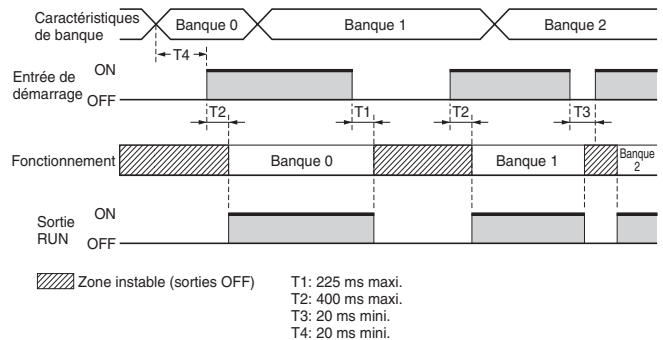 Caractéristiques
de banque
Banque 0
Banque 1
Banque 2
T4
Entrée de
démarrage
ON
OFF
T2
T1
T2
T3
Fonctionnement
Banque 0
Banque 1
Banque
2
Sortie
RUN
ON
OFF
Zone instable (sorties OFF)
T1: 225 ms maxi.
T2: 400 ms maxi.
T3: 20 ms mini.
T4: 20 ms mini.